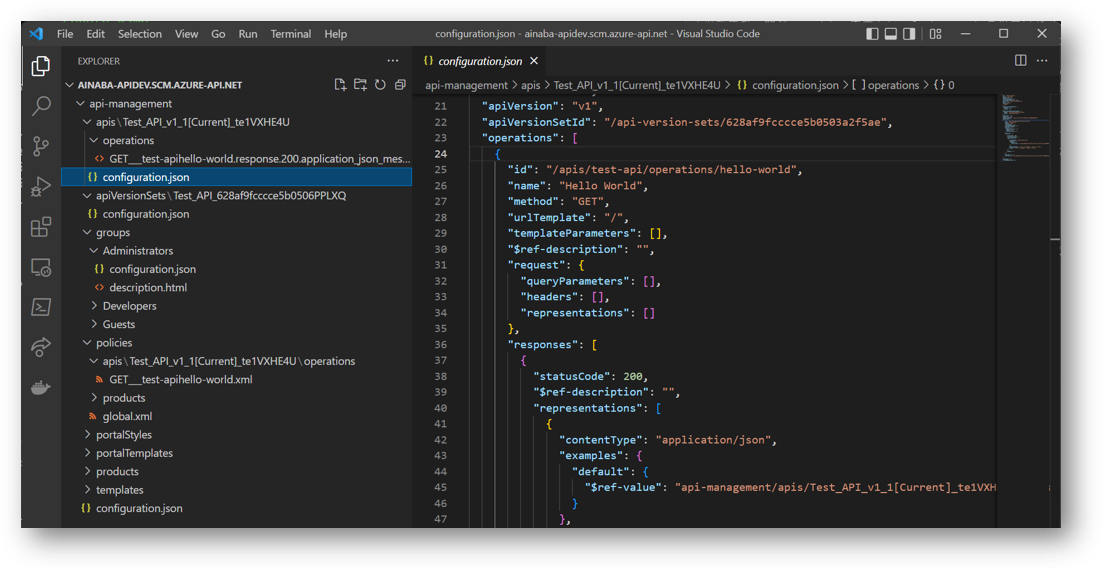 File Edit Selection View Go Run Terminal Help
configuration.json - ainaba-apidev.scm.azure-api.net - Visual Studio Code
EXPLORER
AINABA-APIDEV.SCM.AZURE-API.NET
api-management
apis\Test_API_v1_1[Current]_te1VXHE4U
operations
GET___test-apihello-world.response.200.application_json_mes...
configuration.json
apiVersionSets\Test_API_628af9fcccce5b0506PPLXQ
configuration.json
groups
Administrators
configuration.json
description.html
Developers
Guests
policies
apis\Test_API_v1_1[Current]_te1VXHE4U\operations
GET___test-apihello-world.xml
products
global.xml
portalStyles
portalTemplates
products
templates
configuration.json
configuration.json
api-management > apis > Test_API_v1_1[Current]_te1VXHE4U > {} configuration.json > [ ] operations > {} 0
21 "apiVersion": "v1",
22 "apiVersionSetId": "/api-version-sets/628af9fcccce5b0503a2f5ae",
23 "operations": [
24 {
25 "id": "/apis/test-api/operations/hello-world",
26 "name": "Hello World",
27 "method": "GET",
28 "urlTemplate": "/",
29 "templateParameters": [],
30 "$ref-description": "",
31 "request": {
32 "queryParameters": [],
33 "headers": [],
34 "representations": []
35 },
36 "responses": [
37 {
38 "statusCode": 200,
39 "$ref-description": "",
40 "representations": [
41 {
42 "contentType": "application/json",
43 "examples": {
44 "default": {
45 "$ref-value": "api-management/apis/Test_API_v1_1[Current]_te1VXH
46 }
47 },